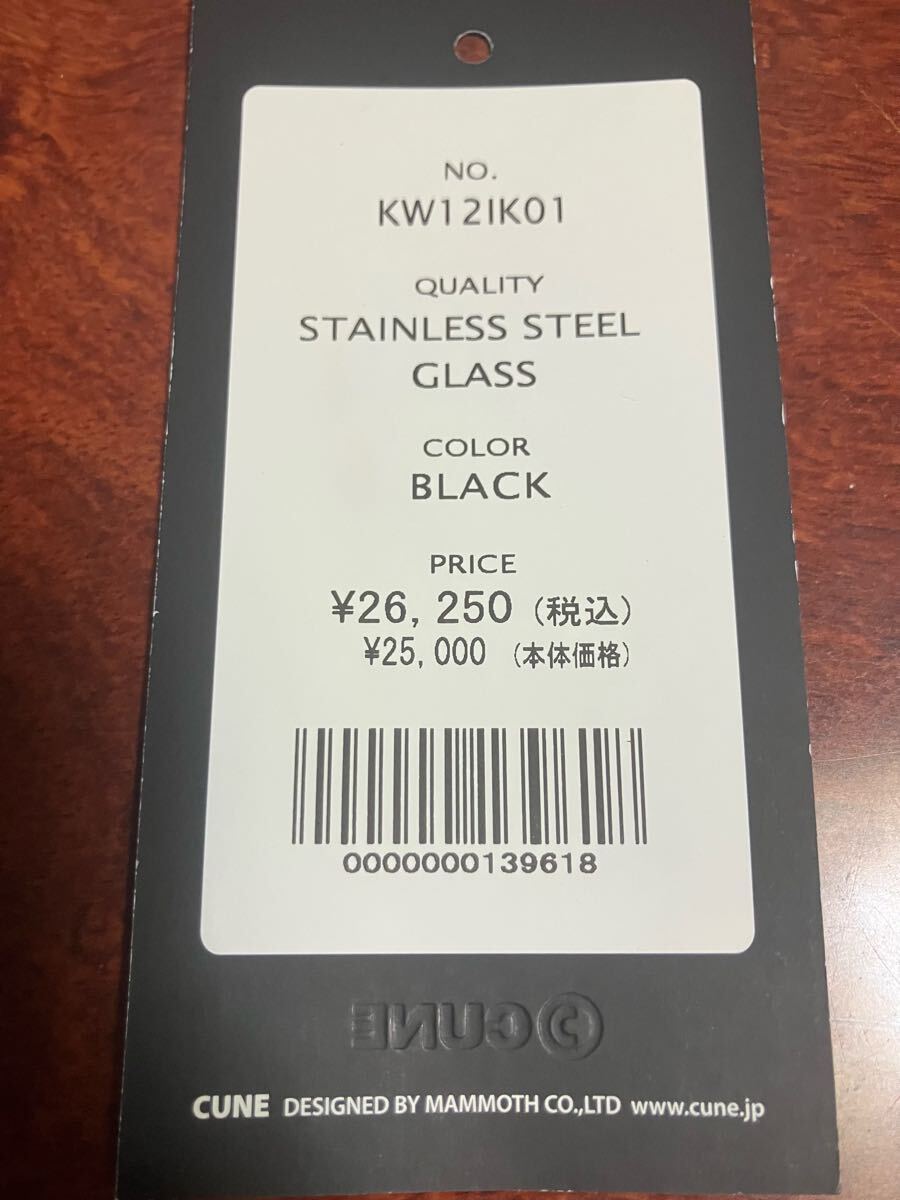 NO.
KW12IK01
QUALITY
STAINLESS STEEL
GLASS
COLOR
BLACK
PRICE
¥26,250 (税込)
¥25,000 (本体価格)
0000000139618
CUNE
CUNE DESIGNED BY MAMMOTH CO.,LTD www.cune.jp